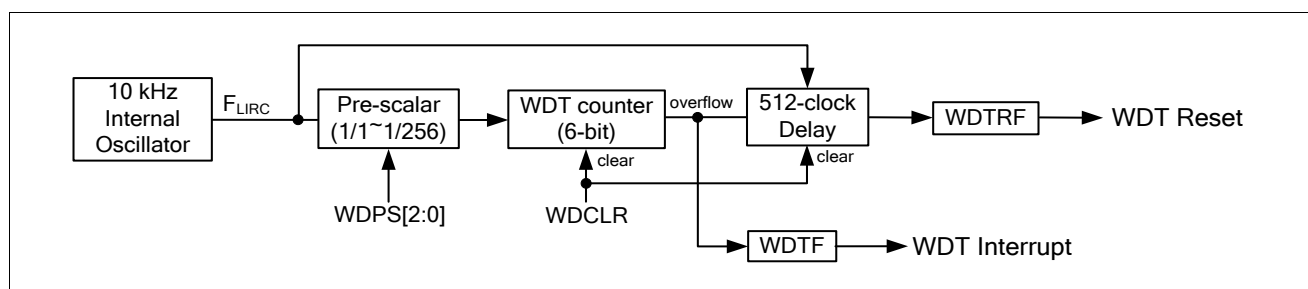 10 kHz
Internal
Oscillator
FLIRC
Pre-scalar
(1/1~1/256)
WDT counter
(6-bit)
overflow
512-clock
Delay
WDTRF
WDT Reset
clear
clear
WDPS[2:0]
WDCLR
WDTF
WDT Interrupt